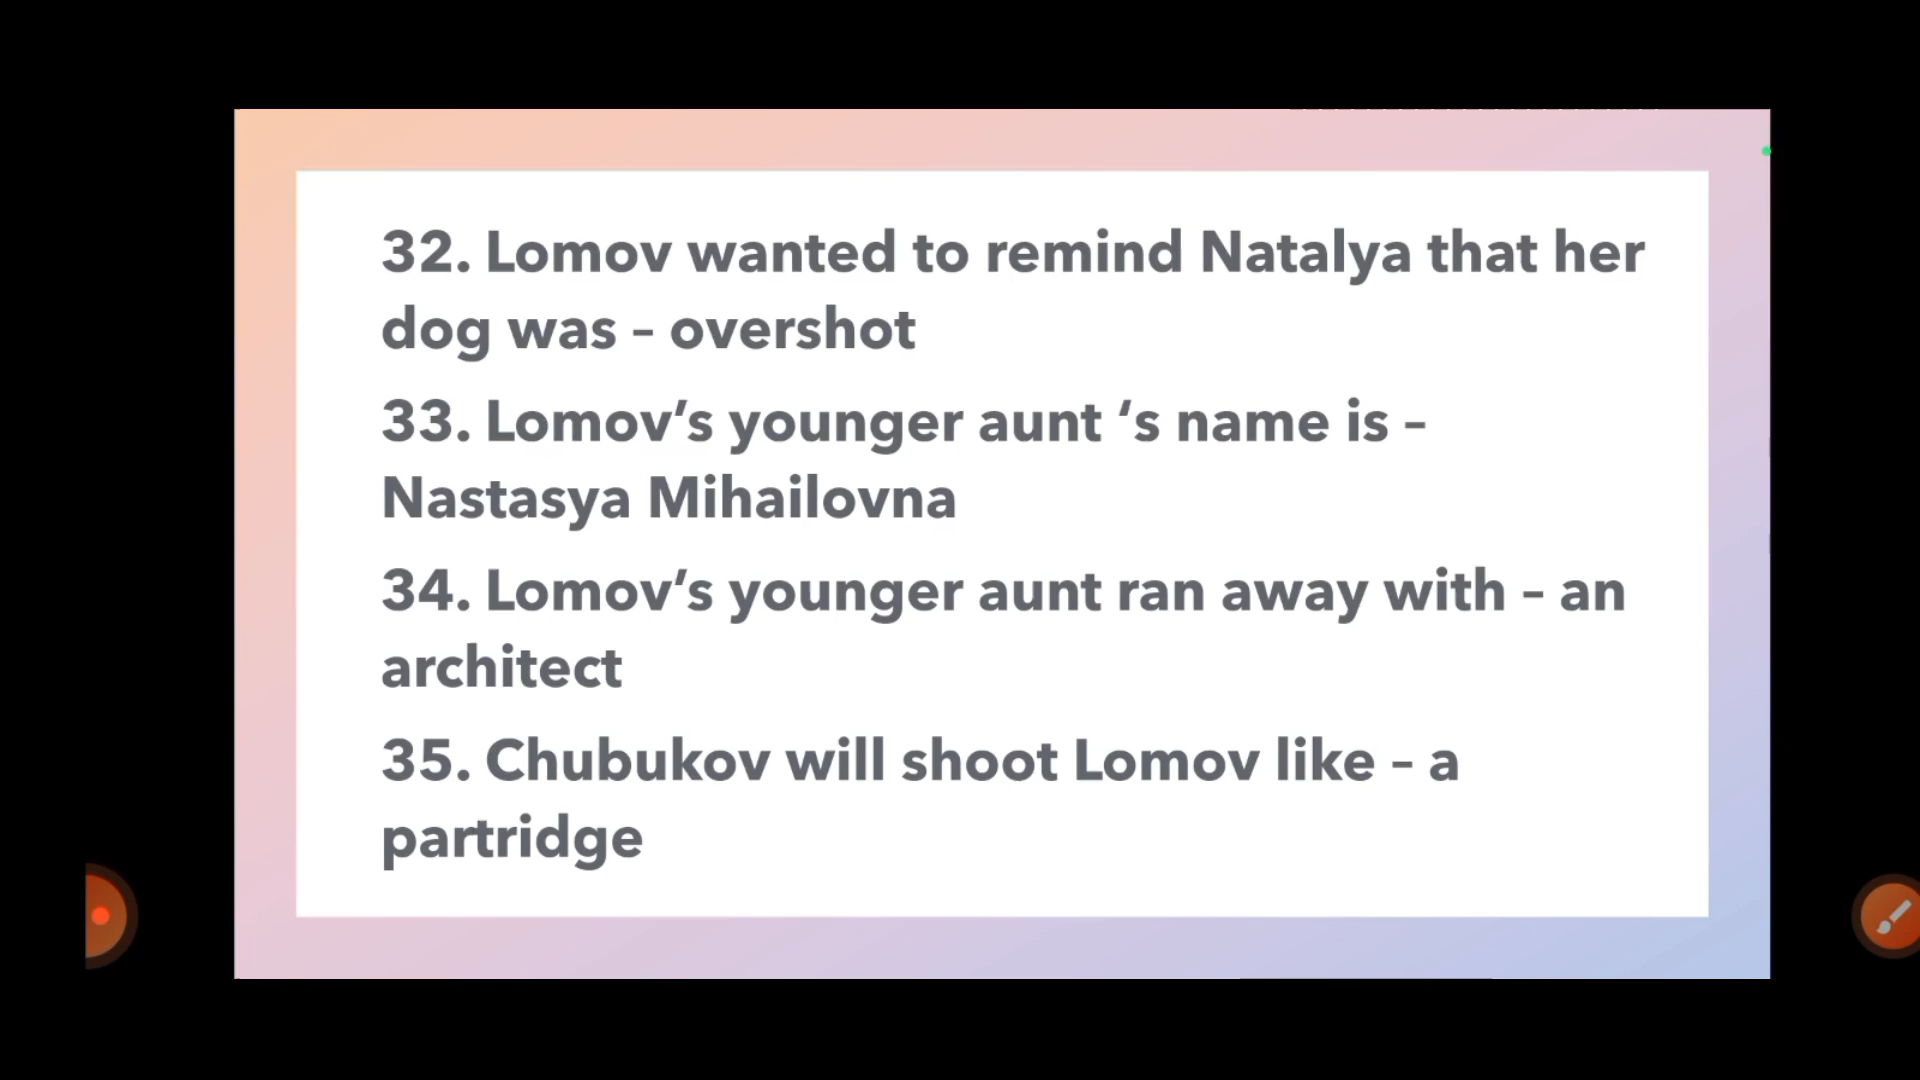 32. Lomov wanted to remind Natalya that her
dog was – overshot
33. Lomov’s younger aunt ‘s name is –
Nastasya Mihailovna
34. Lomov’s younger aunt ran away with – an
architect
35. Chubukov will shoot Lomov like – a
partridge